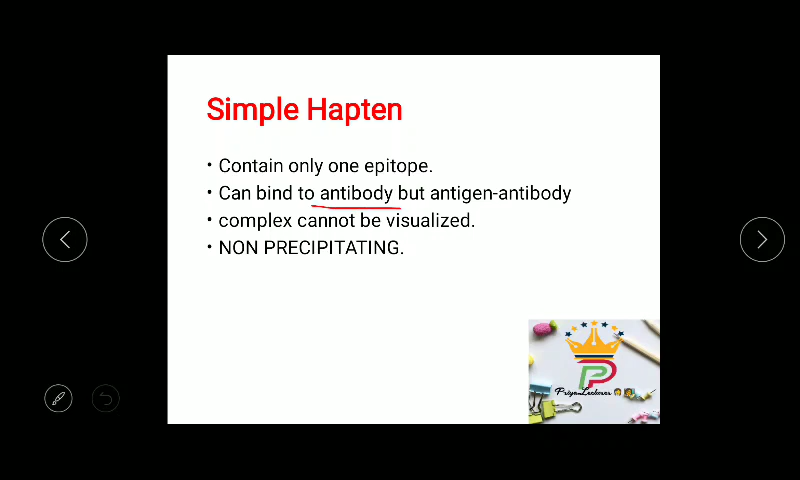 Simple Hapten
• Contain only one epitope.
• Can bind to antibody but antigen-antibody
• complex cannot be visualized.
• NON PRECIPITATING.